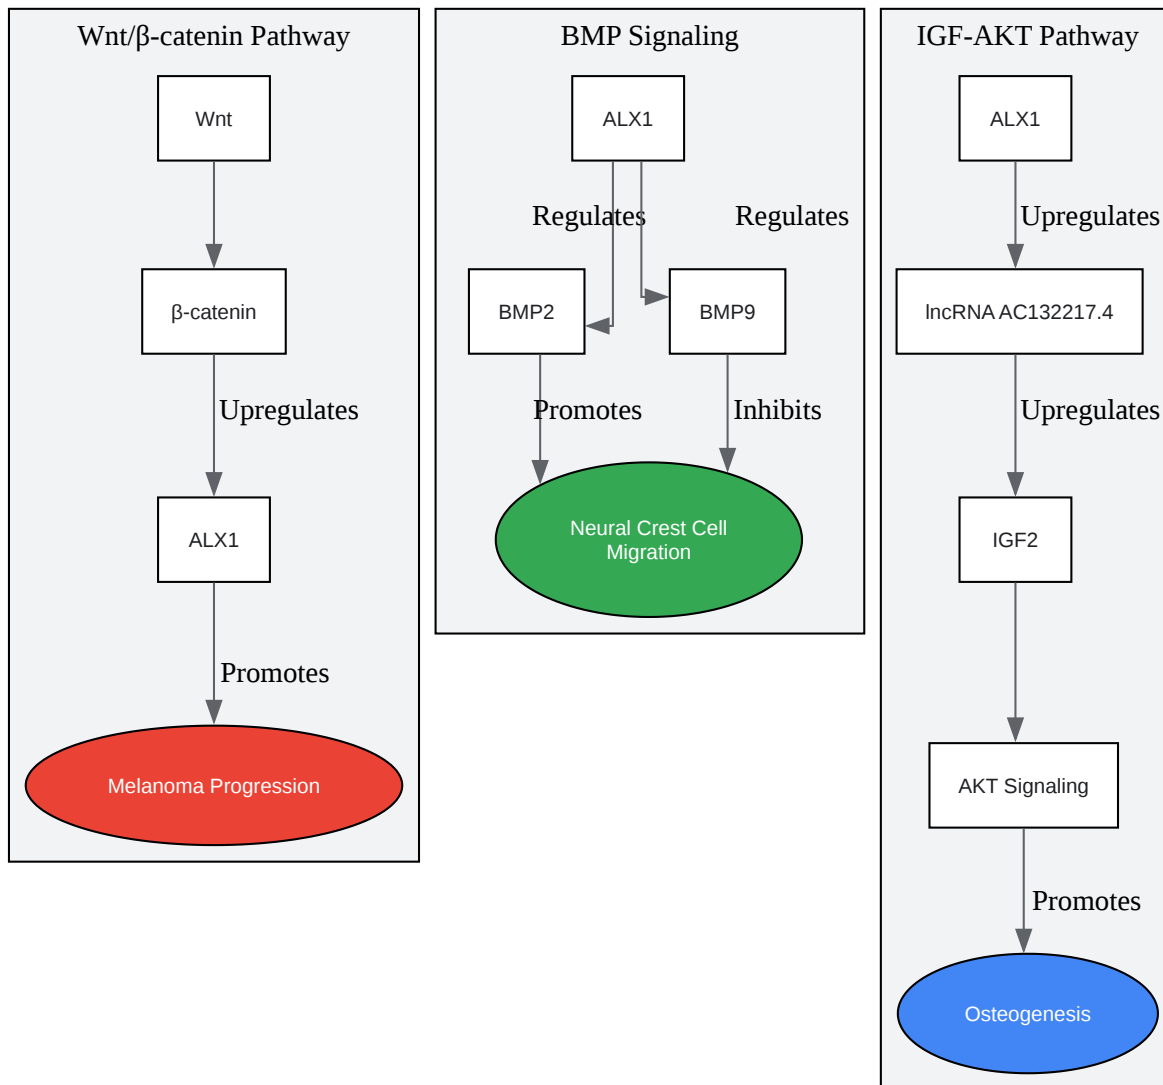 Wnt/β-catenin Pathway
Wnt
β-catenin
Upregulates
ALX1
Promotes
Melanoma Progression
BMP Signaling
ALX1
Regulates
Regulates
BMP2
BMP9
Promotes
Inhibits
Neural Crest Cell
Migration
IGF-AKT Pathway
ALX1
Upregulates
lncRNA AC132217.4
Upregulates
IGF2
AKT Signaling
Promotes
Osteogenesis